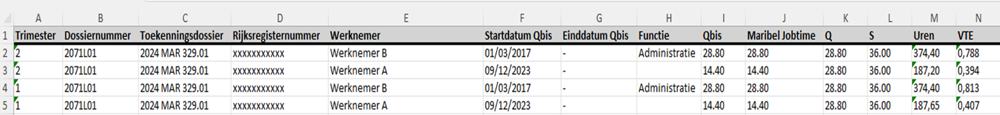 A B C D E F G H I J K L M N
1 Trimester Dossiernummer Toekenningsdossier Rijksregisternummer Werknemer Startdatum Qbis Einddatum Qbis Functie Qbis Maribel Jobtime Q S Uren VTE
2 2 2071L01 2024 MAR 329.01 xxxxxxxxxxx Werknemer B 01/03/2017 - Administratie 28.80 28.80 28.80 36.00 374,40 0,788
3 2 2071L01 2024 MAR 329.01 xxxxxxxxxxx Werknemer A 09/12/2023 - 14.40 14.40 28.80 36.00 187,20 0,394
4 1 2071L01 2024 MAR 329.01 xxxxxxxxxxx Werknemer B 01/03/2017 - Administratie 28.80 28.80 28.80 36.00 374,40 0,813
5 1 2071L01 2024 MAR 329.01 xxxxxxxxxxx Werknemer A 09/12/2023 - 14.40 14.40 28.80 36.00 187,65 0,407